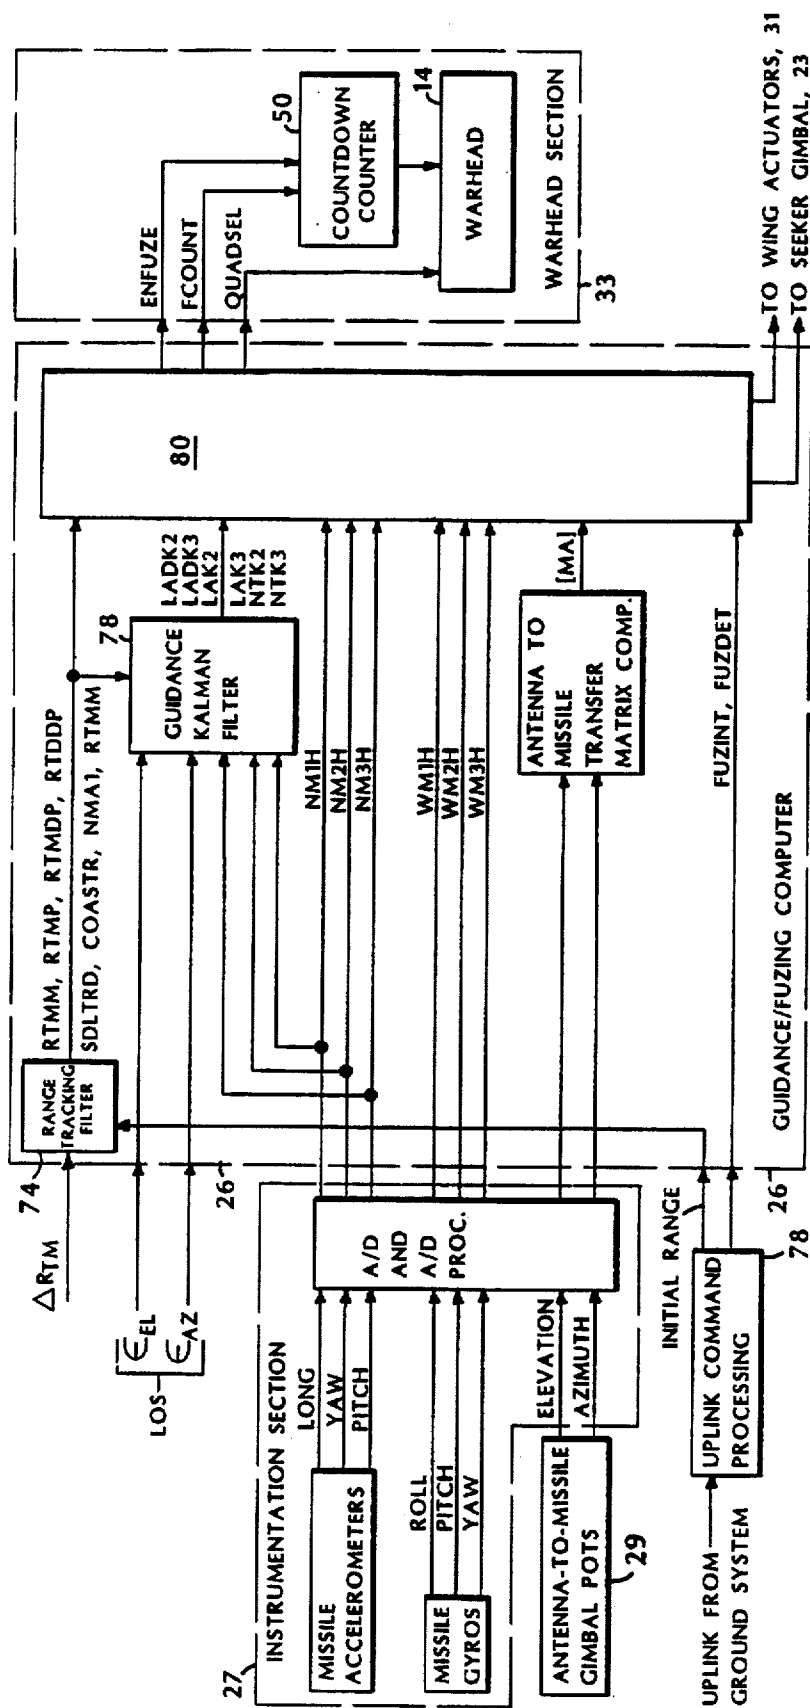 ΔRTM
74
RANGE
TRACKING
FILTER
RTMM, RTMP, RTMDP, RTDDP
SDLTRD, COASTR, NMA1, RTMM
LOS
ЄEL
ЄAZ
26
78
GUIDANCE
KALMAN
FILTER
LADK2
LADK3
LAK2
LAK3
NTK2
NTK3
80
ENFUZE
FCOUNT
QUADSEL
50
COUNTDOWN
COUNTER
14
WARHEAD
WARHEAD SECTION
33
27
INSTRUMENTATION SECTION
MISSILE
ACCELEROMETERS
LONG
YAW
PITCH
MISSILE
GYROS
ROLL
PITCH
YAW
A/D
AND
A/D
PROC.
NM1H
NM2H
NM3H
WM1H
WM2H
WM3H
ANTENNA-TO-MISSILE
GIMBAL POTS
29
ELEVATION
AZIMUTH
ANTENNA TO
MISSILE
TRANSFER
MATRIX COMP.
[MA]
UPLINK FROM
GROUND SYSTEM
UPLINK COMMAND
PROCESSING
78
INITIAL RANGE
26
FUZINT, FUZDET
GUIDANCE/FUZING COMPUTER
TO WING ACTUATORS, 31
TO SEEKER GIMBAL, 23